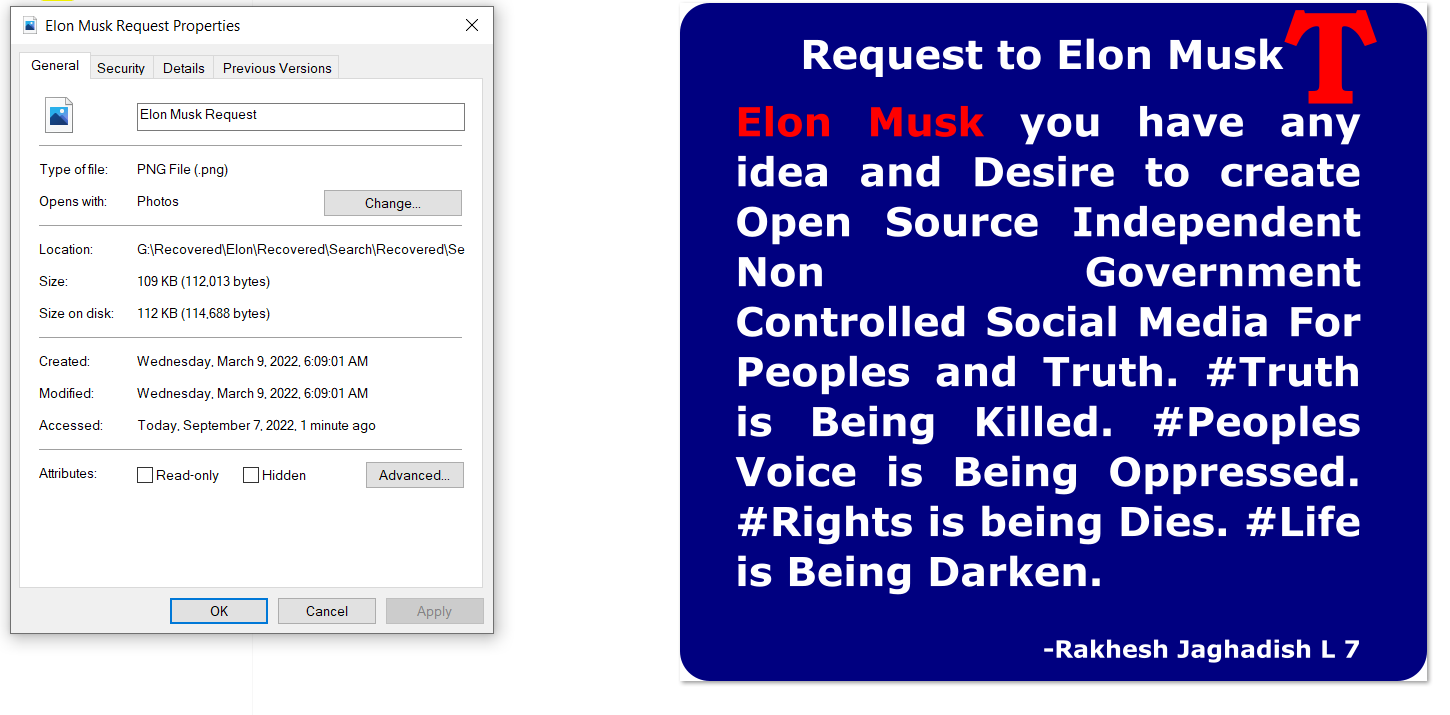 Elon Musk Request Properties
General Security Details Previous Versions
Elon Musk Request
Type of file: PNG File (.png)
Opens with: Photos Change...
Location: G:\Recovered\Elon\Recovered\Search\Recovered\Se
Size: 109 KB (112,013 bytes)
Size on disk: 112 KB (114,688 bytes)
Created: Wednesday, March 9, 2022, 6:09:01 AM
Modified: Wednesday, March 9, 2022, 6:09:01 AM
Accessed: Today, September 7, 2022, 1 minute ago
Attributes: Read-only Hidden Advanced...
OK Cancel Apply
Request to Elon Musk T
Elon Musk you have any
idea and Desire to create
Open Source Independent
Non Government
Controlled Social Media For
Peoples and Truth. #Truth
is Being Killed. #Peoples
Voice is Being Oppressed.
#Rights is being Dies. #Life
is Being Darken.
-Rakhesh Jaghadish L 7